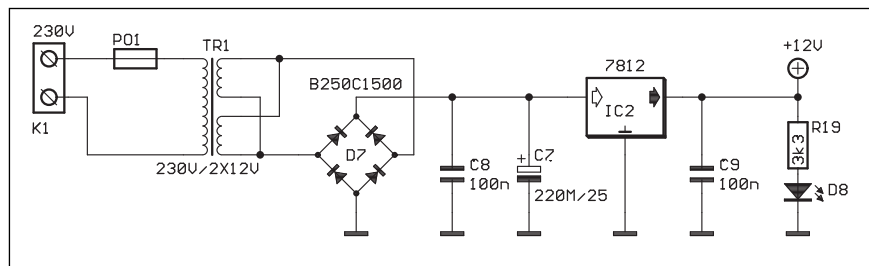 230V
PO1
TR1
K1
230V/2X12V
B250C1500
D7
C8
100n
C7
+
220M/25
7812
IC2
C9
100n
+12V
R19
3k3
D8